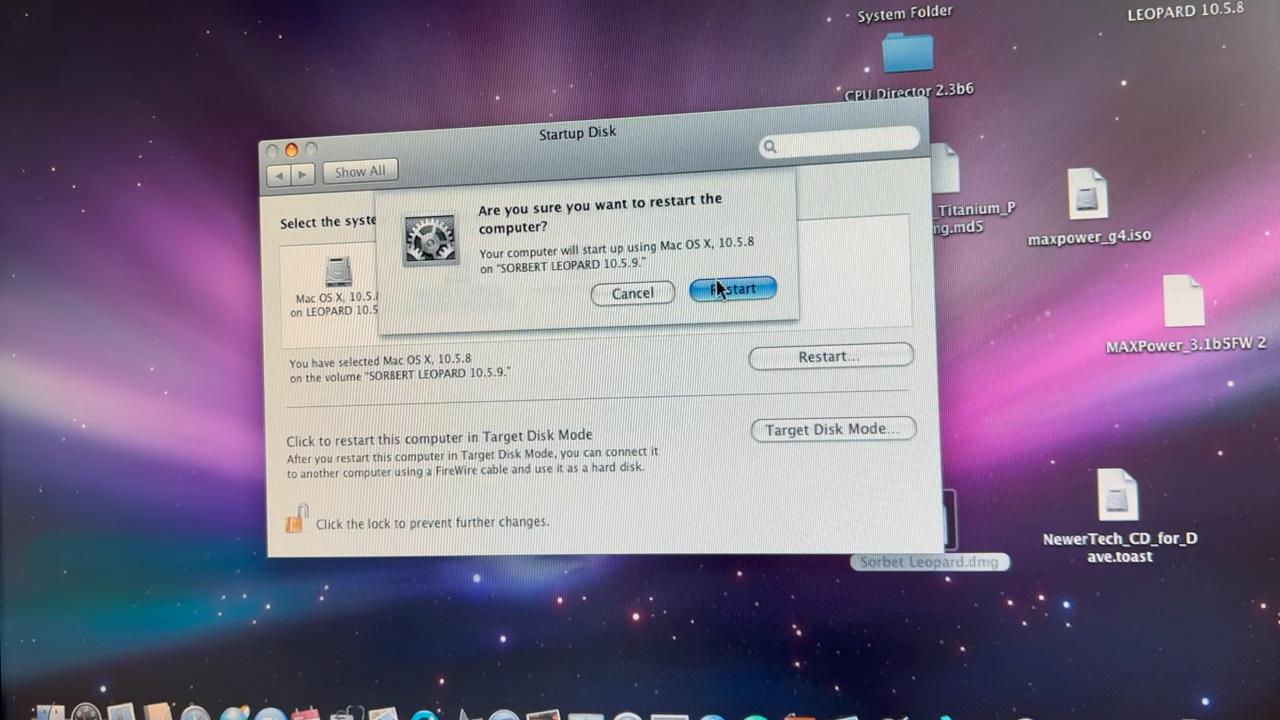 System Folder
LEOPARD 10.5.8
CPU Director 2.3b6
Startup Disk
Show All
Select the syste
Are you sure you want to restart the
computer?
Your computer will start up using Mac OS X, 10.5.8
on "SORBERT LEOPARD 10.5.9."
Cancel
Restart
Mac OS X, 10.5.
on LEOPARD 10.5
_Titanium_P
ng.md5
maxpower_g4.iso
MAXPower_3.1b5FW 2
You have selected Mac OS X, 10.5.8
on the volume "SORBERT LEOPARD 10.5.9."
Restart...
Click to restart this computer in Target Disk Mode
After you restart this computer in Target Disk Mode, you can connect it
to another computer using a FireWire cable and use it as a hard disk.
Target Disk Mode...
Click the lock to prevent further changes.
Sorbet Leopard.dmg
NewerTech_CD_for_D
ave.toast